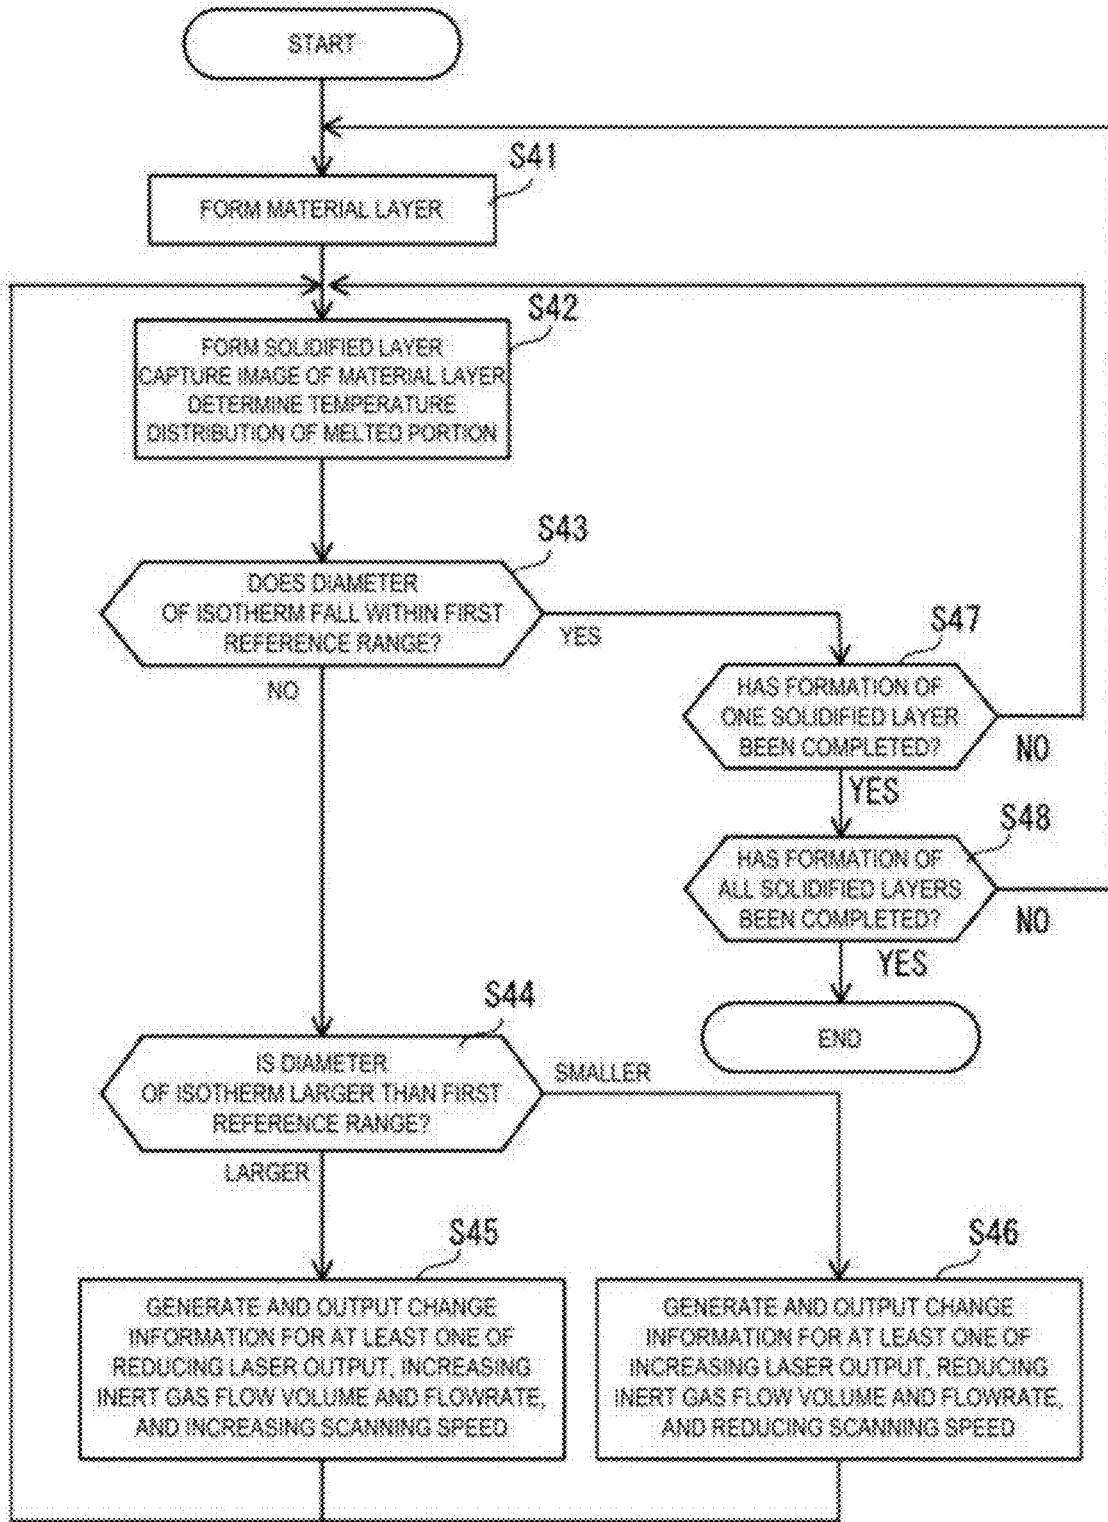 START
S41
FORM MATERIAL LAYER
S42
FORM SOLIDIFIED LAYER
CAPTURE IMAGE OF MATERIAL LAYER
DETERMINE TEMPERATURE
DISTRIBUTION OF MELTED PORTION
S43
DOES DIAMETER
OF ISOTHERM FALL WITHIN FIRST
REFERENCE RANGE?
YES
NO
S47
HAS FORMATION OF
ONE SOLIDIFIED LAYER
BEEN COMPLETED?
NO
YES
S48
HAS FORMATION OF
ALL SOLIDIFIED LAYERS
BEEN COMPLETED?
NO
YES
END
S44
IS DIAMETER
OF ISOTHERM LARGER THAN FIRST
REFERENCE RANGE?
SMALLER
LARGER
S45
GENERATE AND OUTPUT CHANGE
INFORMATION FOR AT LEAST ONE OF
REDUCING LASER OUTPUT, INCREASING
INERT GAS FLOW VOLUME AND FLOWRATE,
AND INCREASING SCANNING SPEED
S46
GENERATE AND OUTPUT CHANGE
INFORMATION FOR AT LEAST ONE OF
INCREASING LASER OUTPUT, REDUCING
INERT GAS FLOW VOLUME AND FLOWRATE,
AND REDUCING SCANNING SPEED